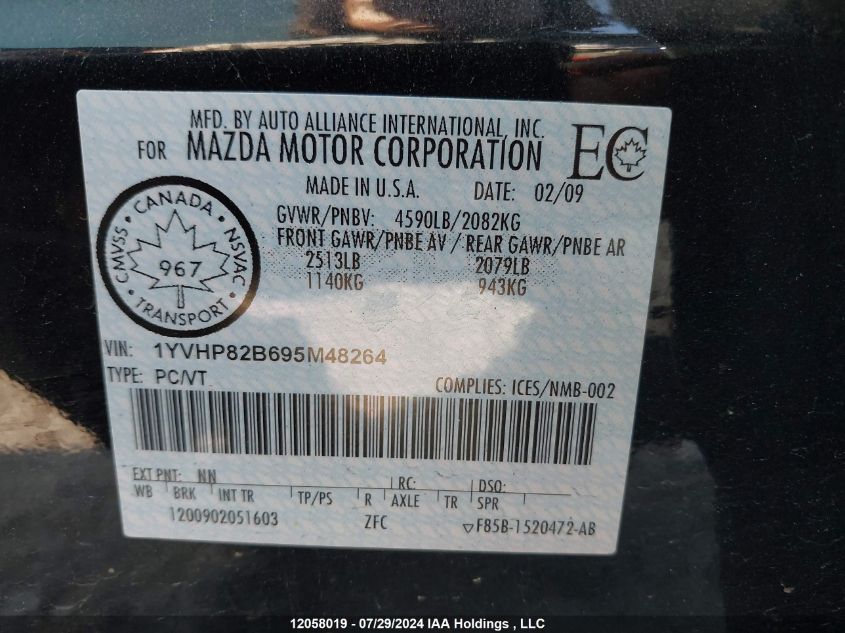 MFD. BY AUTO ALLIANCE INTERNATIONAL, INC.
FOR MAZDA MOTOR CORPORATION
EC
MADE IN U.S.A. DATE: 02/09
GVWR/PNBV: 4590LB/2082KG
FRONT GAWR/PNBE AV / REAR GAWR/PNBE AR
2513LB 2079LB
1140KG 943KG
CANADA
CMVSS NSVAC
967
TRANSPORT
VIN: 1YVHP82B695M48264
TYPE: PC/VT COMPLIES: ICES/NMB-002
EXT PNT: NN RC: DSO:
WB BRK INT TR TP/PS R AXLE TR SPR
1200902051603 ZFC ▽F85B-1520472-AB
12058019 - 07/29/2024 IAA Holdings , LLC